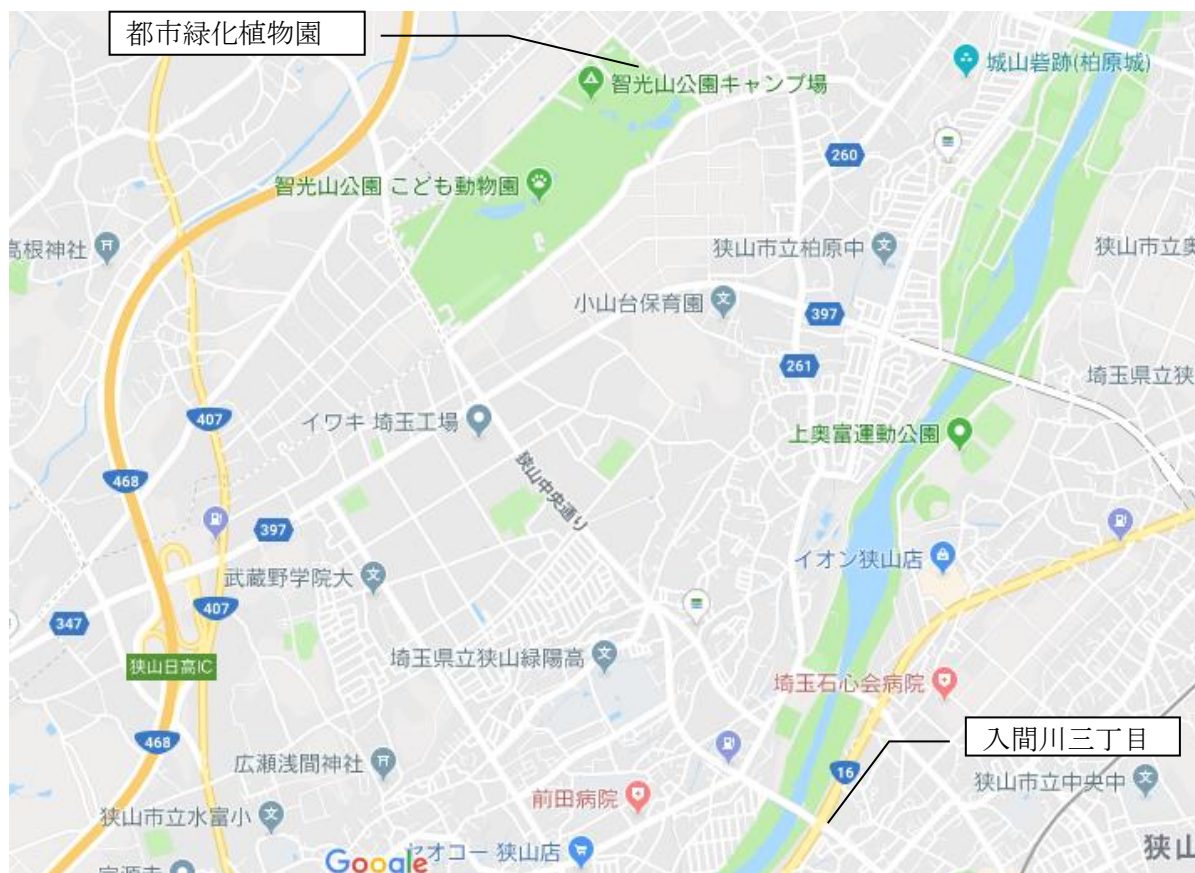 都市緑化植物園
智光山公園キャンプ場
城山砦跡(柏原城)
260
智光山公園 こども動物園
高根神社
狭山市立柏原中
狭山市立奥
小山台保育園
397
261
埼玉県立狭
407
イワキ 埼玉工場
上奥富運動公園
468
狭山中央通り
397
イオン狭山店
武蔵野学院大
407
347
埼玉県立狭山緑陽高
狭山日高IC
埼玉石心会病院
入間川三丁目
468
広瀬浅間神社
16
狭山市立中央中
前田病院
狭山市立水富小
狭山
Google
オコー 狭山店